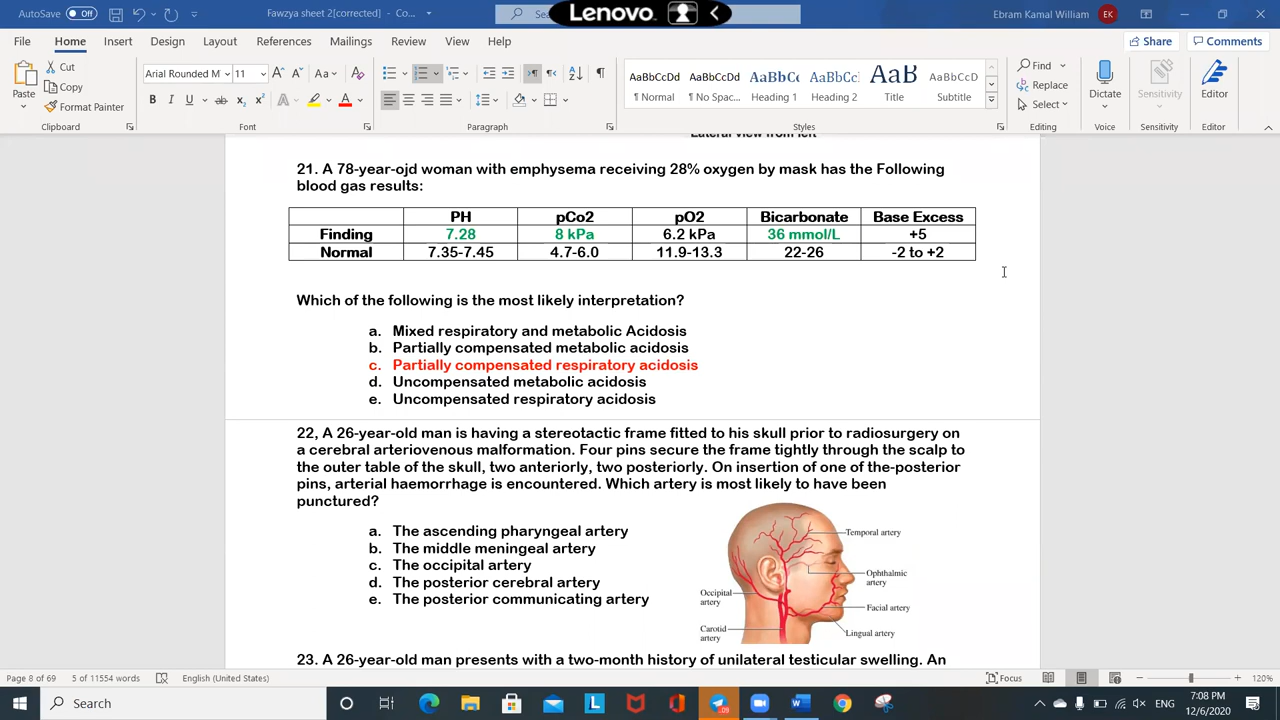 Lenovo
AutoSave Off
Ebram Kamal William EK
File Home Insert Design Layout References Mailings Review View Help Share Comments
Paste Cut Copy Format Painter
Arial Rounded M 11
AaBbCcDd AaBbCcDd AaBbCc AaBbCc AaB AaBbCcD
¶ Normal ¶ No Spac... Heading 1 Heading 2 Title Subtitle
Find Replace Select
Dictate Sensitivity Editor
Clipboard Font Paragraph Styles Editing Voice Sensitivity Editor
Lateral view from left
21. A 78-year-ojd woman with emphysema receiving 28% oxygen by mask has the Following
blood gas results:
PH pCo2 pO2 Bicarbonate Base Excess
Finding 7.28 8 kPa 6.2 kPa 36 mmol/L +5
Normal 7.35-7.45 4.7-6.0 11.9-13.3 22-26 -2 to +2
Which of the following is the most likely interpretation?
a. Mixed respiratory and metabolic Acidosis
b. Partially compensated metabolic acidosis
c. Partially compensated respiratory acidosis
d. Uncompensated metabolic acidosis
e. Uncompensated respiratory acidosis
22, A 26-year-old man is having a stereotactic frame fitted to his skull prior to radiosurgery on
a cerebral arteriovenous malformation. Four pins secure the frame tightly through the scalp to
the outer table of the skull, two anteriorly, two posteriorly. On insertion of one of the-posterior
pins, arterial haemorrhage is encountered. Which artery is most likely to have been
punctured?
a. The ascending pharyngeal artery
b. The middle meningeal artery
c. The occipital artery
d. The posterior cerebral artery
e. The posterior communicating artery
Temporal artery
Ophthalmic
artery
Occipital
artery
Facial artery
Carotid
artery
Lingual artery
23. A 26-year-old man presents with a two-month history of unilateral testicular swelling. An
Page 8 of 69 5 of 11554 words English (United States) Focus 120%
Search
ENG
7:08 PM
12/6/2020